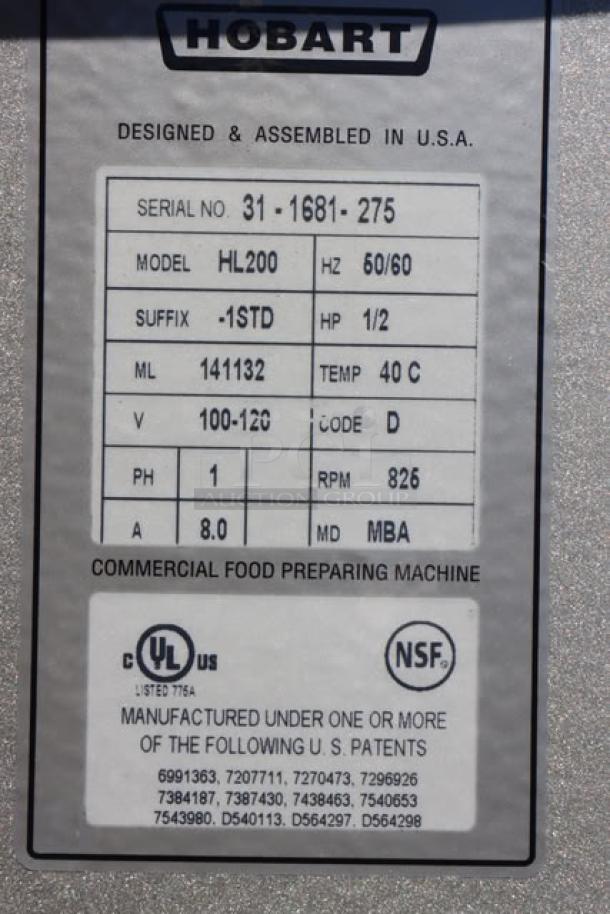 HOBART
DESIGNED & ASSEMBLED IN U.S.A.
SERIAL NO. 31-1681-275
MODEL HL200 HZ 50/60
SUFFIX -1STD HP 1/2
ML 141132 TEMP 40 C
V 100-120 CODE D
PH 1 RPM 825
A 8.0 MD MBA
AUCTION GROUP
COMMERCIAL FOOD PREPARING MACHINE
C UL US NSF®
LISTED 775A
MANUFACTURED UNDER ONE OR MORE
OF THE FOLLOWING U.S. PATENTS
6991363, 7207711, 7270473, 7296926
7384187, 7387430, 7438463, 7540653
7543980, D540113, D564297, D564298